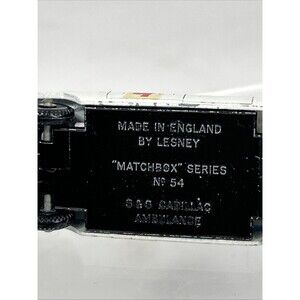 MADE IN ENGLAND
BY LESNEY
"MATCHBOX" SERIES
Nº 54
S & S CADILLAC
AMBULANCE